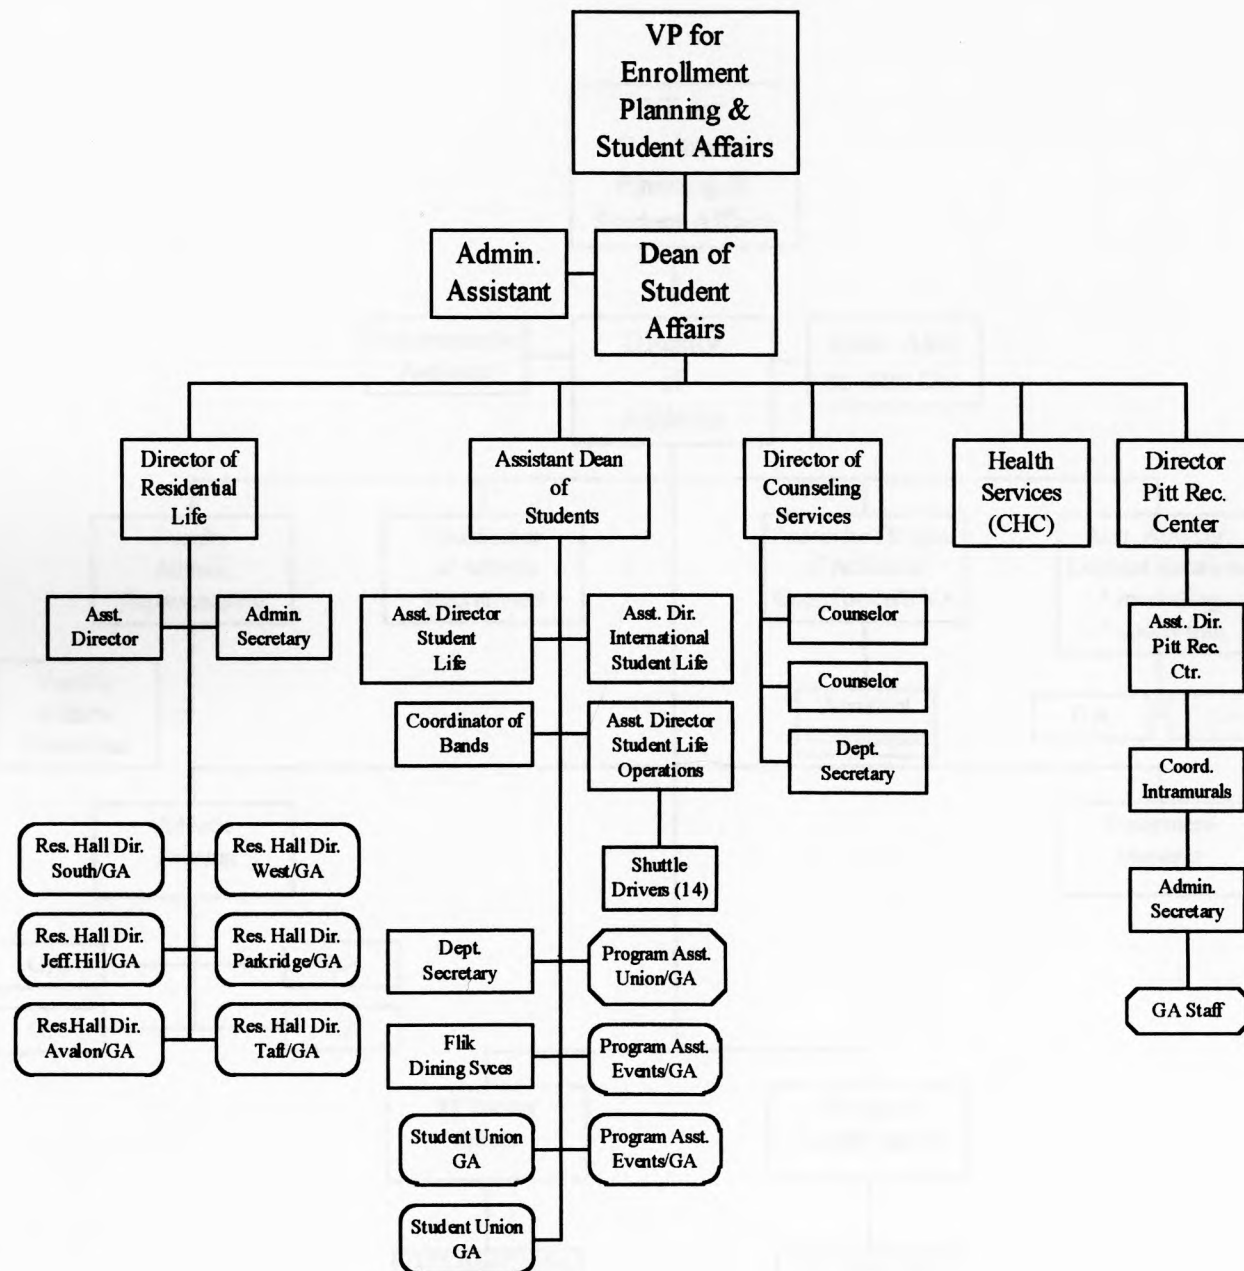 VP for
Enrollment
Planning &
Student Affairs
Admin.
Assistant
Dean of
Student
Affairs
Director of
Residential
Life
Assistant Dean
of
Students
Director of
Counseling
Services
Health
Services
(CHC)
Director
Pitt Rec.
Center
Asst.
Director
Admin.
Secretary
Asst. Director
Student
Life
Asst. Dir.
International
Student Life
Counselor
Asst. Dir.
Pitt Rec.
Ctr.
Counselor
Coordinator of
Bands
Asst. Director
Student Life
Operations
Dept.
Secretary
Coord.
Intramurals
Res. Hall Dir.
South/GA
Res. Hall Dir.
West/GA
Shuttle
Drivers (14)
Admin.
Secretary
Res. Hall Dir.
Jeff.Hill/GA
Res. Hall Dir.
Parkridge/GA
Dept.
Secretary
Program Asst.
Union/GA
GA Staff
Res.Hall Dir.
Avalon/GA
Res. Hall Dir.
Taft/GA
Flik
Dining Svces
Program Asst.
Events/GA
Student Union
GA
Program Asst.
Events/GA
Student Union
GA